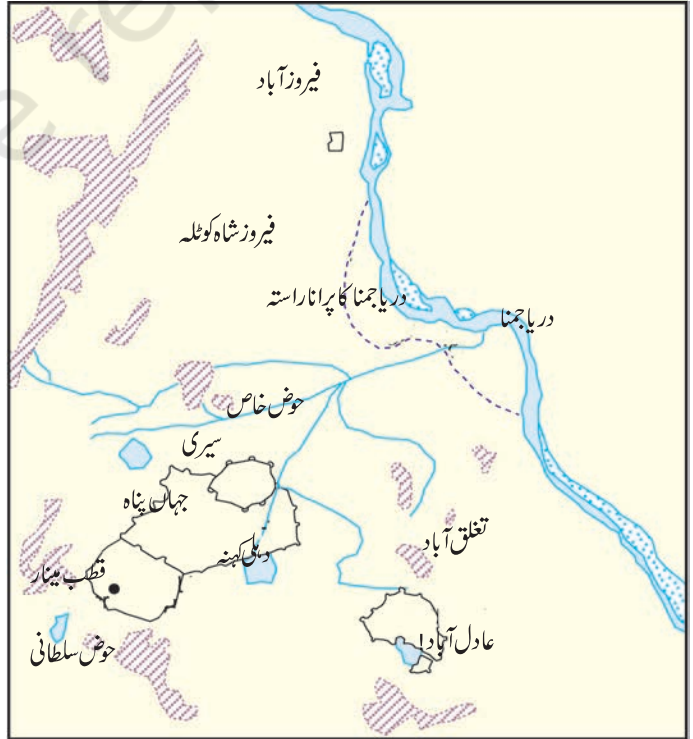 فیروز آباد
فیروز شاہ کوٹلہ
دریا جمنا کا پرانا راستہ
دریا جمنا
حوض خاص
سیری
جہاں پناہ
تغلق آباد
دہلی کہنہ
قطب مینار
عادل آباد!
حوض سلطانی